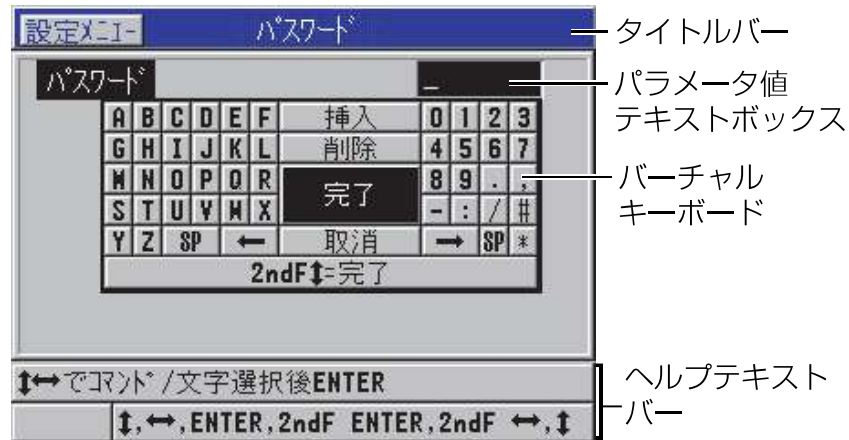 設定ﾒﾆｭｰ
ﾊﾟｽﾜｰﾄﾞ
タイトルバー
ﾊﾟｽﾜｰﾄﾞ
_
パラメータ値
テキストボックス
A B C D E F 挿入 0 1 2 3
G H I J K L 削除 4 5 6 7
M N O P Q R 完了 8 9 . ,
S T U V W X - : / #
Y Z SP ← 取消 → SP *
2ndF↕=完了
バーチャル
キーボード
↕↔でｺﾏﾝﾄﾞ/文字選択後ENTER
↕,↔,ENTER,2ndF ENTER,2ndF ↔,↕
ヘルプテキスト
バー